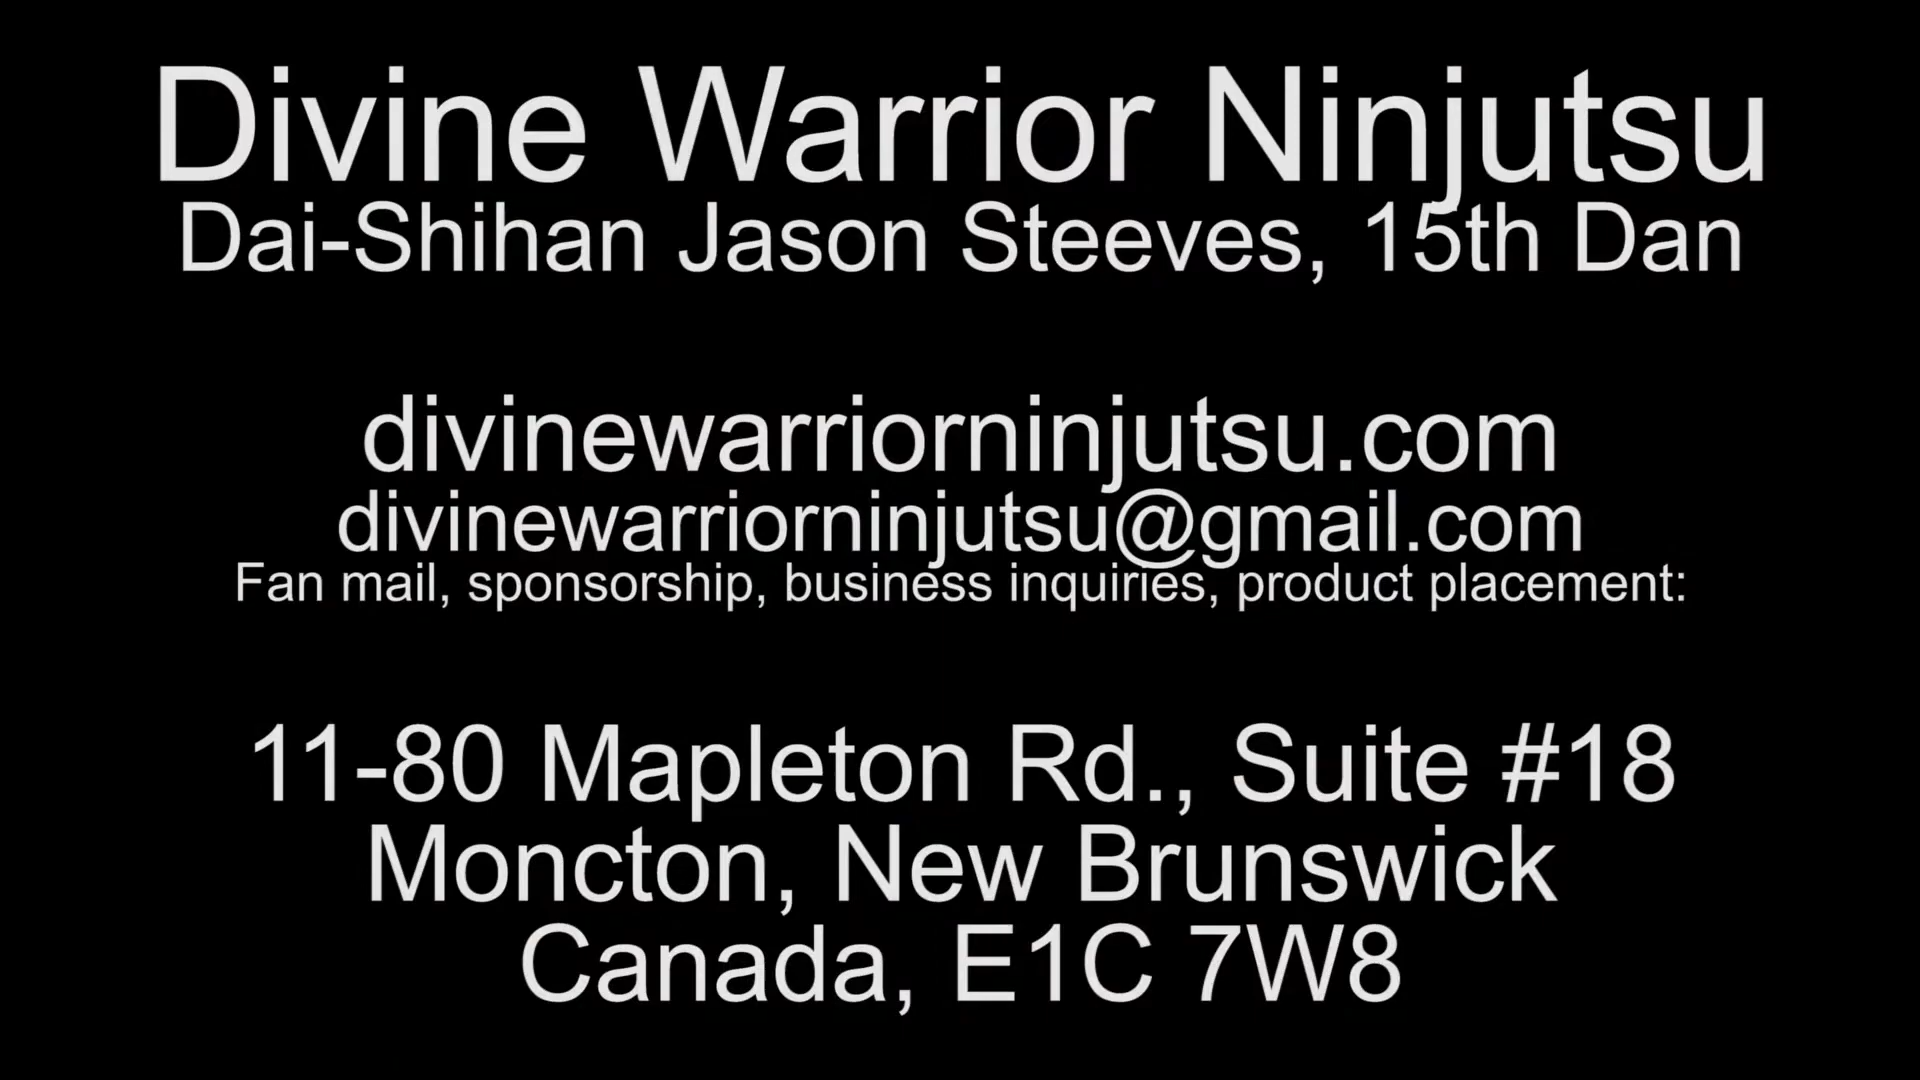 Divine Warrior Ninjutsu
Dai-Shihan Jason Steeves, 15th Dan
divinewarriorninjutsu.com
divinewarriorninjutsu@gmail.com
Fan mail, sponsorship, business inquiries, product placement:
11-80 Mapleton Rd., Suite #18
Moncton, New Brunswick
Canada, E1C 7W8